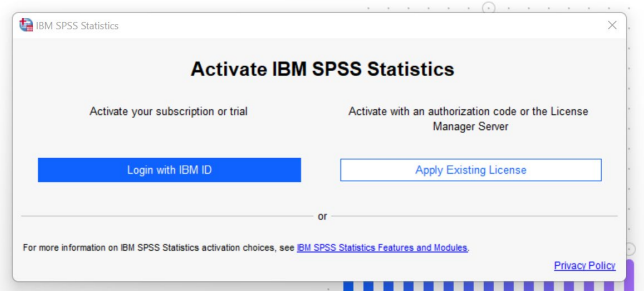 IBM SPSS Statistics
Activate IBM SPSS Statistics
Activate your subscription or trial
Activate with an authorization code or the License
Manager Server
Login with IBM ID
Apply Existing License
or
For more information on IBM SPSS Statistics activation choices, see IBM SPSS Statistics Features and Modules.
Privacy Policy